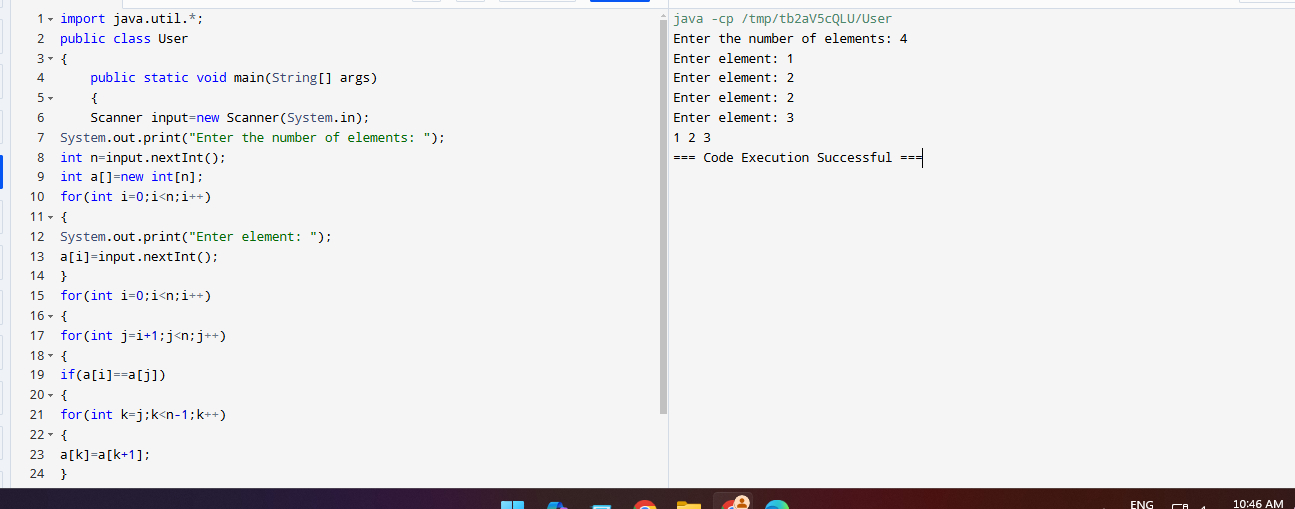 1 import java.util.*;
2 public class User
3 {
4     public static void main(String[] args)
5     {
6     Scanner input=new Scanner(System.in);
7 System.out.print("Enter the number of elements: ");
8 int n=input.nextInt();
9 int a[]=new int[n];
10 for(int i=0;i<n;i++)
11 {
12 System.out.print("Enter element: ");
13 a[i]=input.nextInt();
14 }
15 for(int i=0;i<n;i++)
16 {
17 for(int j=i+1;j<n;j++)
18 {
19 if(a[i]==a[j])
20 {
21 for(int k=j;k<n-1;k++)
22 {
23 a[k]=a[k+1];
24 }
java -cp /tmp/tb2aV5cQLU/User
Enter the number of elements: 4
Enter element: 1
Enter element: 2
Enter element: 2
Enter element: 3
1 2 3
=== Code Execution Successful ===
ENG
10:46 AM